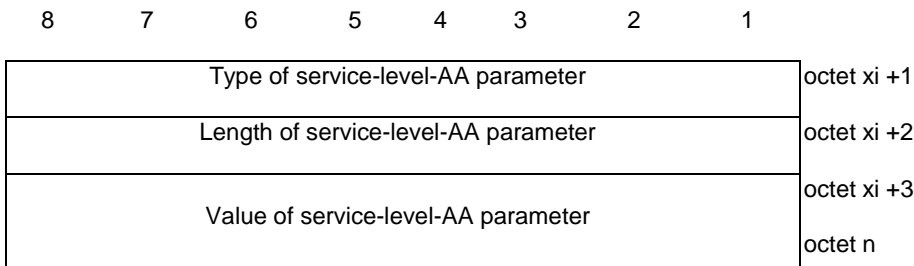 8 7 6 5 4 3 2 1
Type of service-level-AA parameter octet xi +1
Length of service-level-AA parameter octet xi +2
octet xi +3
Value of service-level-AA parameter
octet n